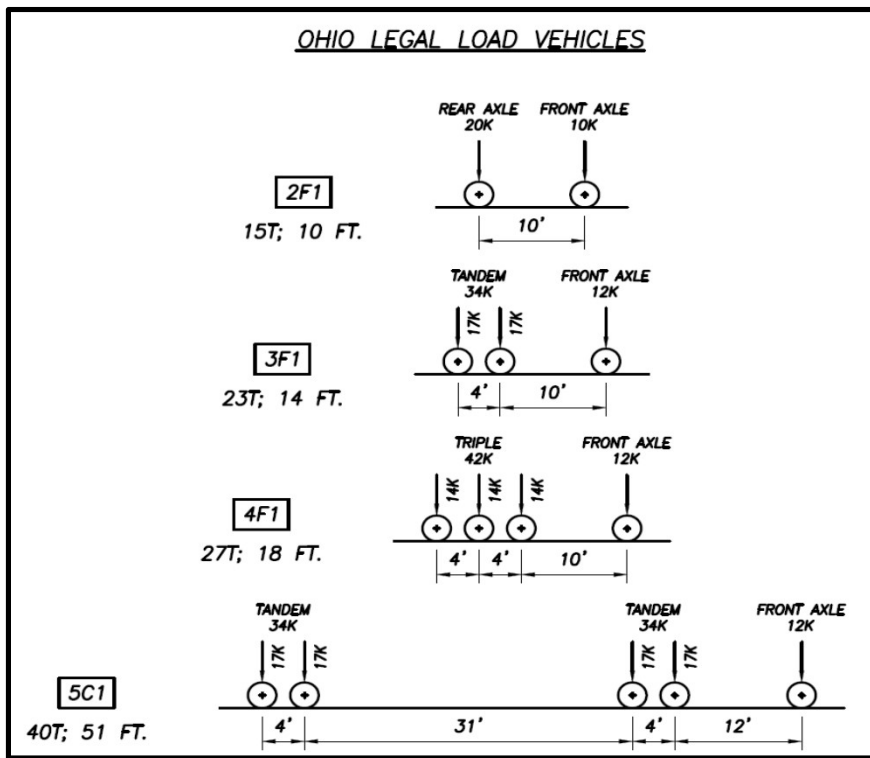 OHIO LEGAL LOAD VEHICLES
REAR AXLE FRONT AXLE
20K 10K
2F1
15T; 10 FT.
10'
TANDEM FRONT AXLE
34K 12K
17K 17K
3F1
23T; 14 FT.
4' 10'
TRIPLE FRONT AXLE
42K 12K
14K 14K 14K
4F1
27T; 18 FT.
4' 4' 10'
TANDEM TANDEM FRONT AXLE
34K 34K 12K
17K 17K 17K 17K
5C1
40T; 51 FT.
4' 31' 4' 12'